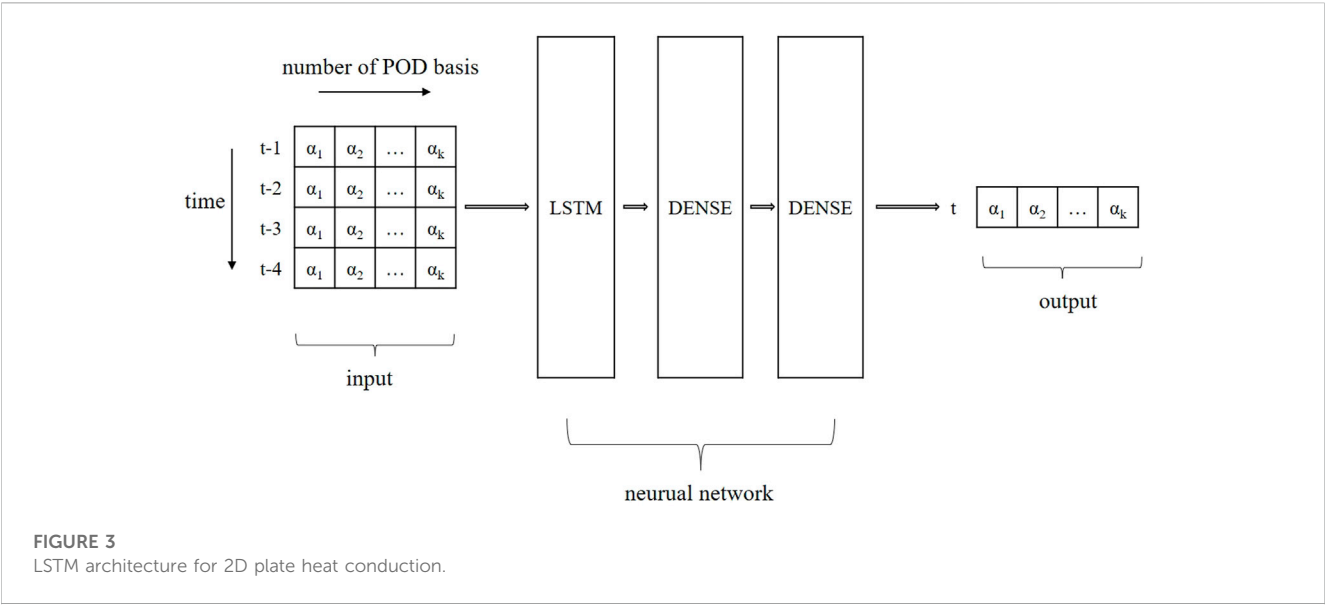 number of POD basis
time
t-1 α₁ α₂ … αₖ
t-2 α₁ α₂ … αₖ
t-3 α₁ α₂ … αₖ
t-4 α₁ α₂ … αₖ
input
LSTM DENSE DENSE
neurual network
t α₁ α₂ … αₖ
output
FIGURE 3
LSTM architecture for 2D plate heat conduction.